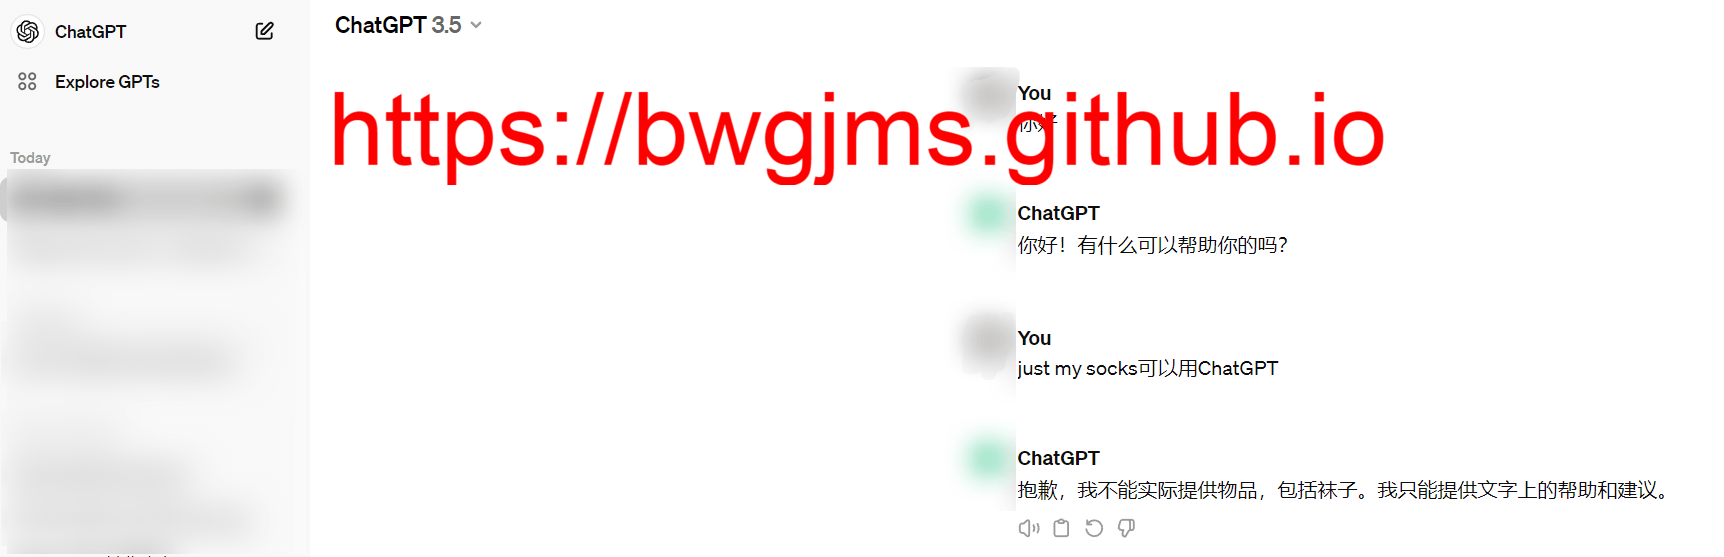 ChatGPT
Explore GPTs
Today
ChatGPT 3.5
https://bwgjms.github.io
You
你好
ChatGPT
你好！有什么可以帮助你的吗？
You
just my socks可以用ChatGPT
ChatGPT
抱歉，我不能实际提供物品，包括袜子。我只能提供文字上的帮助和建议。